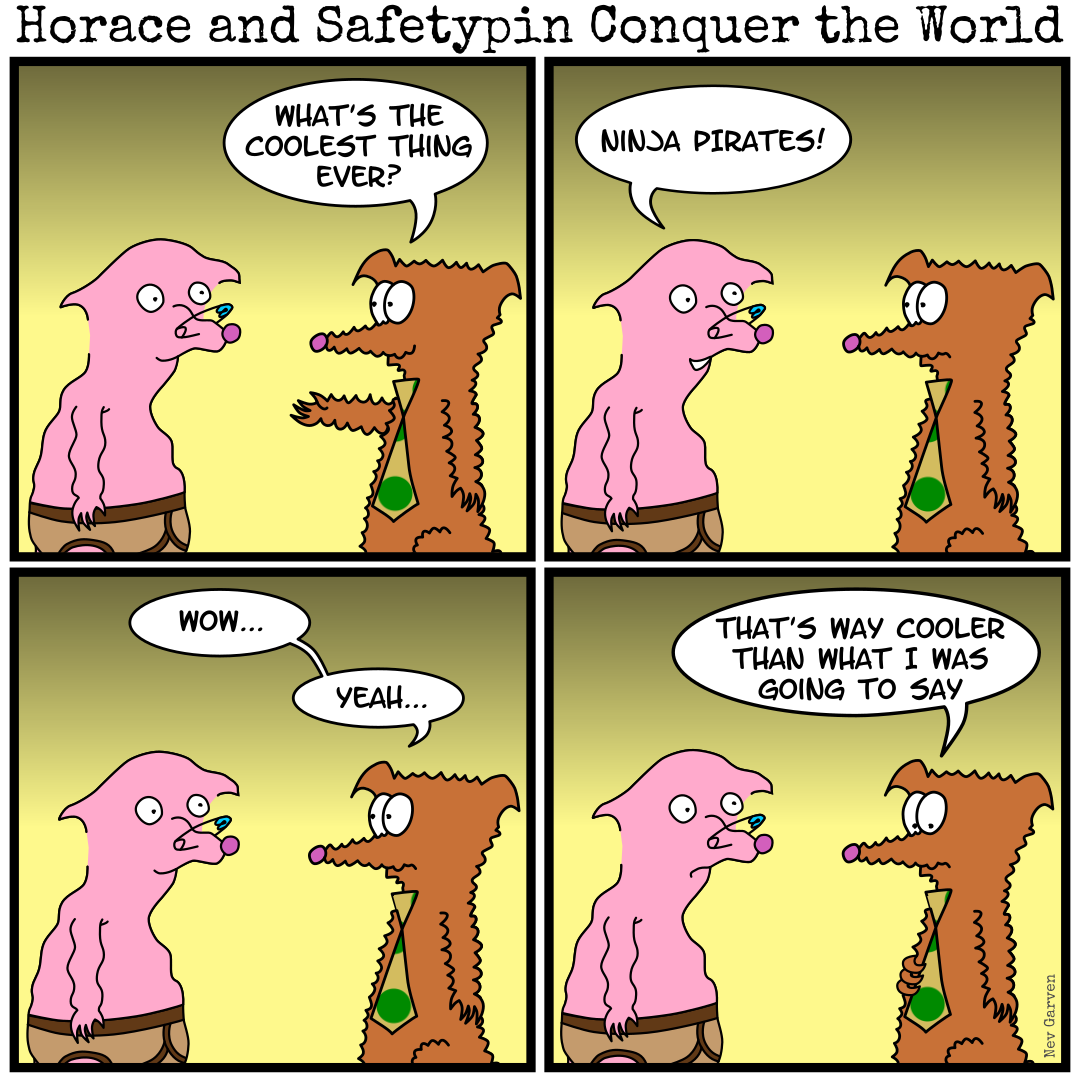 Horace and Safetypin Conquer the World
WHAT'S THE
COOLEST THING
EVER?
NINJA PIRATES!
WOW...
YEAH...
THAT'S WAY COOLER
THAN WHAT I WAS
GOING TO SAY
Nev Garven